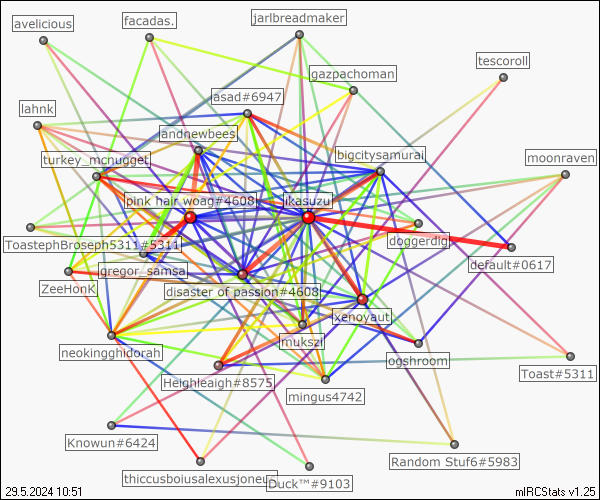 jarlbreadmaker
avelicious
facadas.
tescoroll
gazpachoman
asad#6947
lahnk
andnewbees
bigcitysamurai
turkey_mcnugget
moonraven
pink hair woag#4608
ikasuzu
doggerdig
ToastephBroseph5311#5311
default#0617
gregor_samsa
ZeeHonk
disaster of passion#4608
xenoyaut
mukszi
neokingghidorah
ogshroom
Heighleigh#8575
Toast#5311
mingus4742
Knowun#6424
Random Stuf6#5983
thiccusboiusalexusjoneu
Duck™#9103
29.5.2024 10:51
mIRCStats v1.25